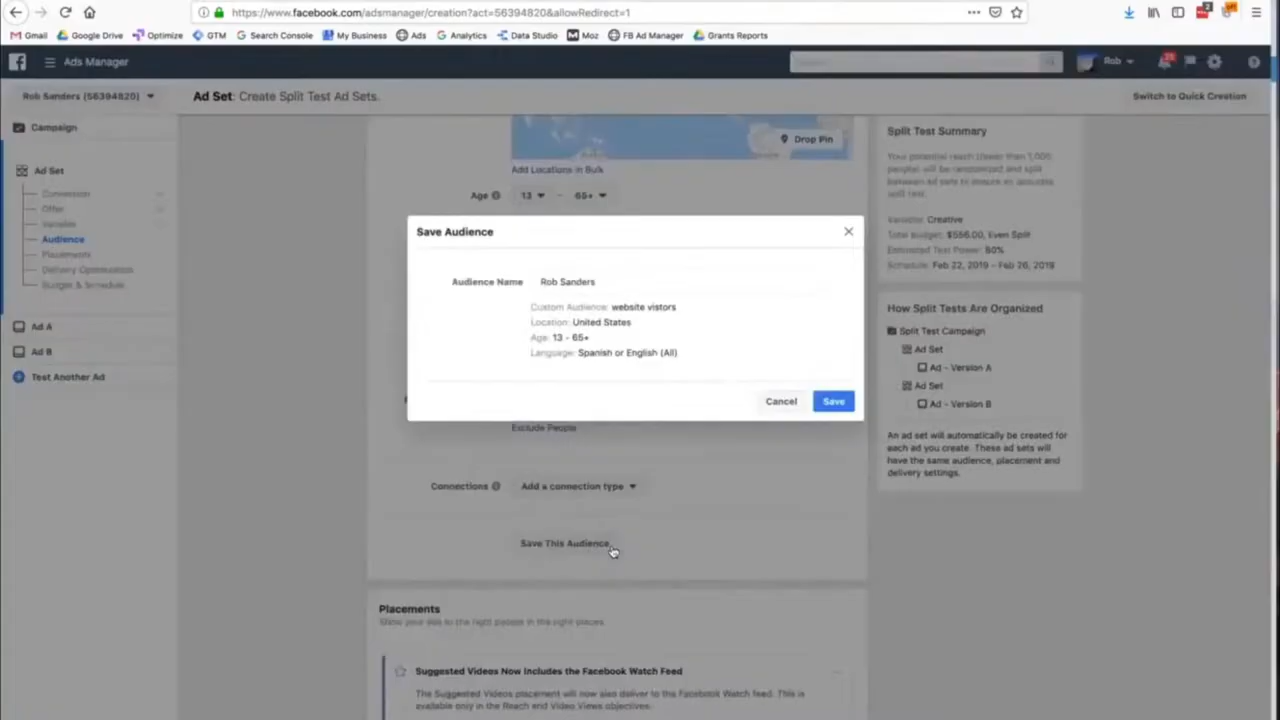 https://www.facebook.com/adsmanager/creation?act=56394820&allowRedirect=1
Gmail Google Drive Optimize GTM Search Console My Business Ads Analytics Data Studio Moz FB Ad Manager Grants Reports
Ads Manager
Rob
Rob Sanders (56394820)
Ad Set: Create Split Test Ad Sets.
Switch to Quick Creation
Campaign
Ad Set
Conversion
Offer
Variable
Audience
Placements
Delivery Optimization
Budget & Schedule
Ad A
Ad B
Test Another Ad
Drop Pin
Add Locations in Bulk
Age 13 - 65+
Save Audience
Audience Name Rob Sanders
Custom Audience: website vistors
Location: United States
Age: 13 - 65+
Language: Spanish or English (All)
Cancel Save
Exclude People
Connections Add a connection type
Save This Audience
Placements
Show your ads to the right people in the right places.
Suggested Videos Now Includes the Facebook Watch Feed
The Suggested Videos placement will now also deliver to the Facebook Watch feed. This is
available only in the Reach and Video Views objectives.
Split Test Summary
Your potential reach (fewer than 1,000
people) will be randomized and split
between ad sets to ensure an accurate
split test.
Variable: Creative
Total Budget: $556.00, Even Split
Estimated Test Power: 80%
Schedule: Feb 22, 2019 – Feb 26, 2019
How Split Tests Are Organized
Split Test Campaign
Ad Set
Ad - Version A
Ad Set
Ad - Version B
An ad set will automatically be created for
each ad you create. These ad sets will
have the same audience, placement and
delivery settings.